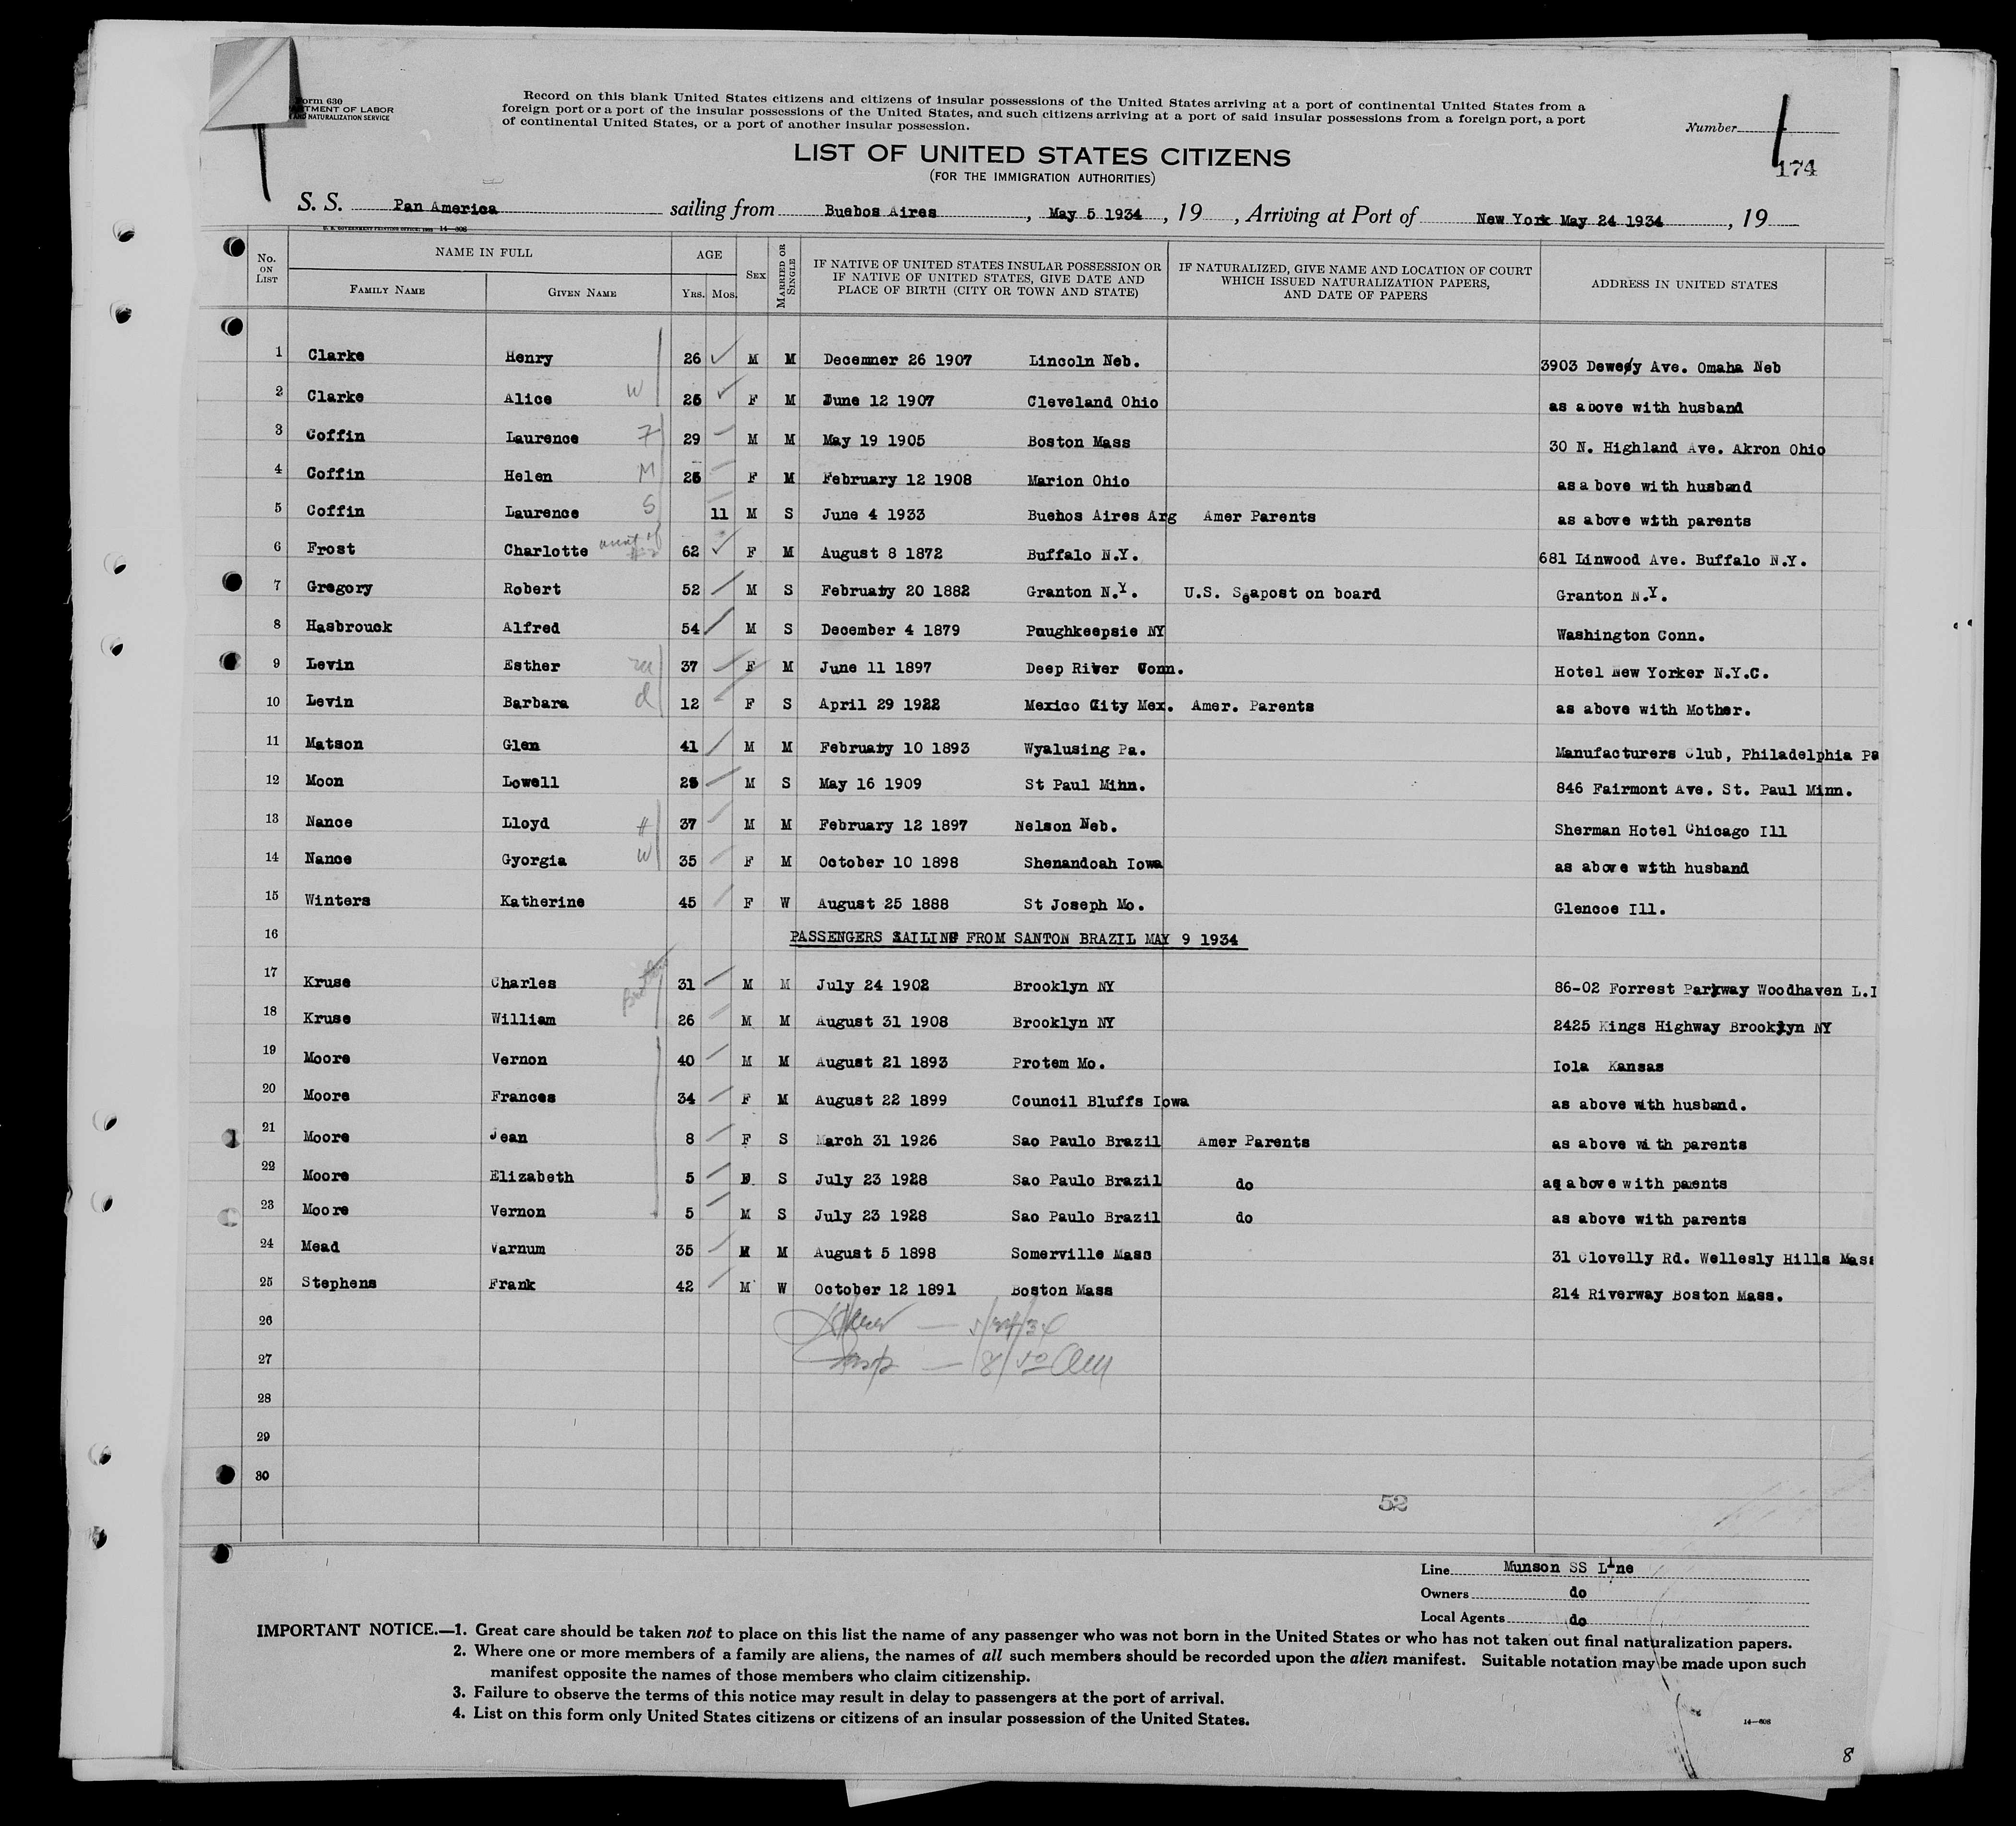 Form 630
DEPARTMENT OF LABOR
AND NATURALIZATION SERVICE
Record on this blank United States citizens and citizens of insular possessions of the United States arriving at a port of continental United States from a
foreign port or a port of the insular possessions of the United States, and such citizens arriving at a port of said insular possessions from a foreign port, a port
of continental United States, or a port of another insular possession.
Number
174
LIST OF UNITED STATES CITIZENS
(FOR THE IMMIGRATION AUTHORITIES)
S. S. Pan America sailing from Buebos Aires, May 5 1934, 19 , Arriving at Port of New York May 24 1934, 19
U. S. GOVERNMENT PRINTING OFFICE: 14—608
No. ON LIST NAME IN FULL AGE SEX MARRIED OR SINGLE IF NATIVE OF UNITED STATES INSULAR POSSESSION OR IF NATIVE OF UNITED STATES, GIVE DATE AND PLACE OF BIRTH (CITY OR TOWN AND STATE) IF NATURALIZED, GIVE NAME AND LOCATION OF COURT WHICH ISSUED NATURALIZATION PAPERS, AND DATE OF PAPERS ADDRESS IN UNITED STATES
FAMILY NAME GIVEN NAME YRS. MOS.
1 Clarke Henry 26 M M Decemner 26 1907 Lincoln Neb. 3903 Dewey Ave. Omaha Neb
2 Clarke Alice W 26 F M June 12 1907 Cleveland Ohio as above with husband
3 Coffin Laurence F 29 M M May 19 1905 Boston Mass 30 N. Highland Ave. Akron Ohio
4 Coffin Helen M 26 F M February 12 1908 Marion Ohio as a bove with husband
5 Coffin Laurence S 11 M S June 4 1933 Buenos Aires Arg Amer Parents as above with parents
6 Frost Charlotte aunt of #2 62 F M August 8 1872 Buffalo N.Y. 681 Linwood Ave. Buffalo N.Y.
7 Gregory Robert 52 M S February 20 1882 Granton N.Y. U.S. Seapost on board Granton N.Y.
8 Hasbrouck Alfred 54 M S December 4 1879 Poughkeepsie NY Washington Conn.
9 Levin Esther m 37 F M June 11 1897 Deep River Conn. Hotel New Yorker N.Y.C.
10 Levin Barbara d 12 F S April 29 1922 Mexico City Mex. Amer. Parents as above with Mother.
11 Matson Glen 41 M M February 10 1893 Wyalusing Pa. Manufacturers Club, Philadelphia Pa
12 Moon Lowell 25 M S May 16 1909 St Paul Minn. 846 Fairmont Ave. St. Paul Minn.
13 Nance Lloyd H 37 M M February 12 1897 Nelson Neb. Sherman Hotel Chicago Ill
14 Nance Gyorgia W 35 F M October 10 1898 Shenandoah Iowa as above with husband
15 Winters Katherine 45 F W August 25 1888 St Joseph Mo. Glencoe Ill.
16 PASSENGERS SAILING FROM SANTON BRAZIL MAY 9 1934
17 Kruse Charles Brothers 31 M M July 24 1902 Brooklyn NY 86-02 Forrest Parkway Woodhaven L.I
18 Kruse William 26 M M August 31 1908 Brooklyn NY 2425 Kings Highway Brooklyn NY
19 Moore Vernon 40 M M August 21 1893 Protem Mo. Iola Kansas
20 Moore Frances 34 F M August 22 1899 Council Bluffs Iowa as above with husband.
21 Moore Jean 8 F S March 31 1926 Sao Paulo Brazil Amer Parents as above with parents
22 Moore Elizabeth 5 F S July 23 1928 Sao Paulo Brazil do as above with parents
23 Moore Vernon 5 M S July 23 1928 Sao Paulo Brazil do as above with parents
24 Mead Varnum 35 M M August 5 1898 Somerville Mass 31 Clovelly Rd. Wellesly Hills Mass
25 Stephens Frank 42 M W October 12 1891 Boston Mass 214 Riverway Boston Mass.
26 5/24/34
27 Insp — 8/50 AM
28
29
30
52
Line Munson SS Line
Owners do
Local Agents do
IMPORTANT NOTICE.—1. Great care should be taken not to place on this list the name of any passenger who was not born in the United States or who has not taken out final naturalization papers.
2. Where one or more members of a family are aliens, the names of all such members should be recorded upon the alien manifest. Suitable notation may be made upon such
manifest opposite the names of those members who claim citizenship.
3. Failure to observe the terms of this notice may result in delay to passengers at the port of arrival.
4. List on this form only United States citizens or citizens of an insular possession of the United States.
14—608
8